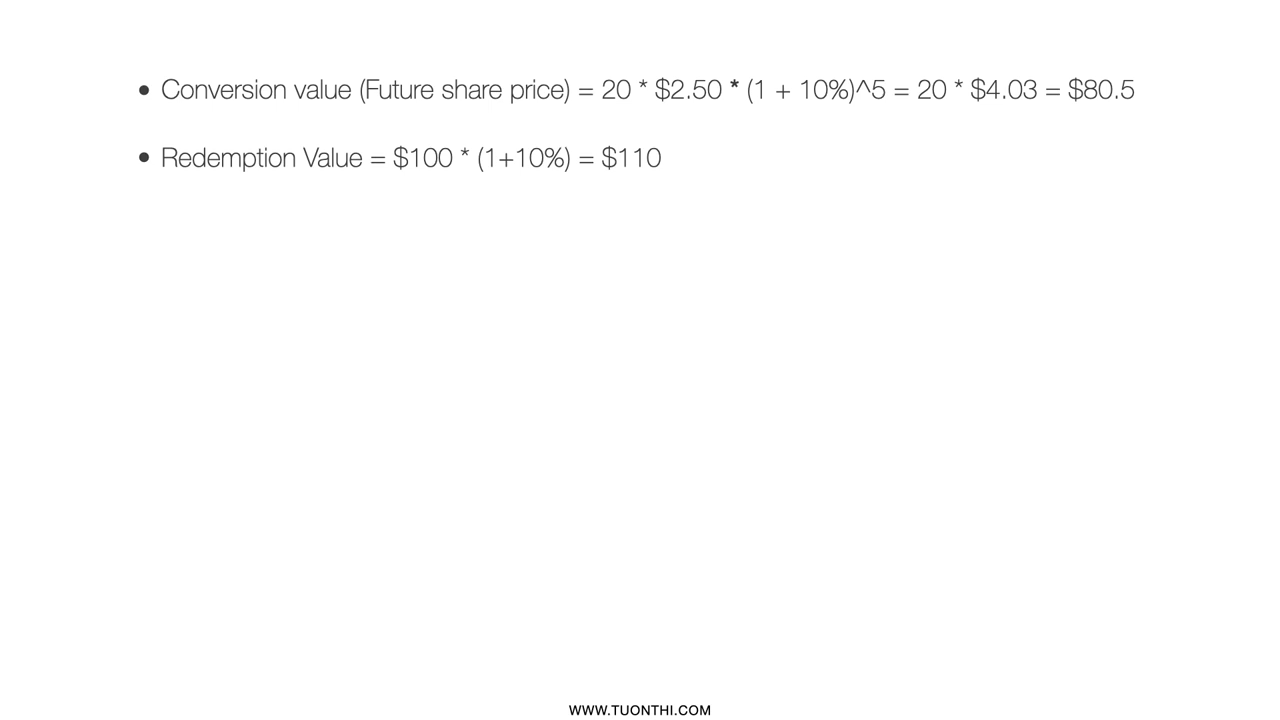 • Conversion value (Future share price) = 20 * $2.50 * (1 + 10%)^5 = 20 * $4.03 = $80.5
• Redemption Value = $100 * (1+10%) = $110
WWW.TUONTHI.COM